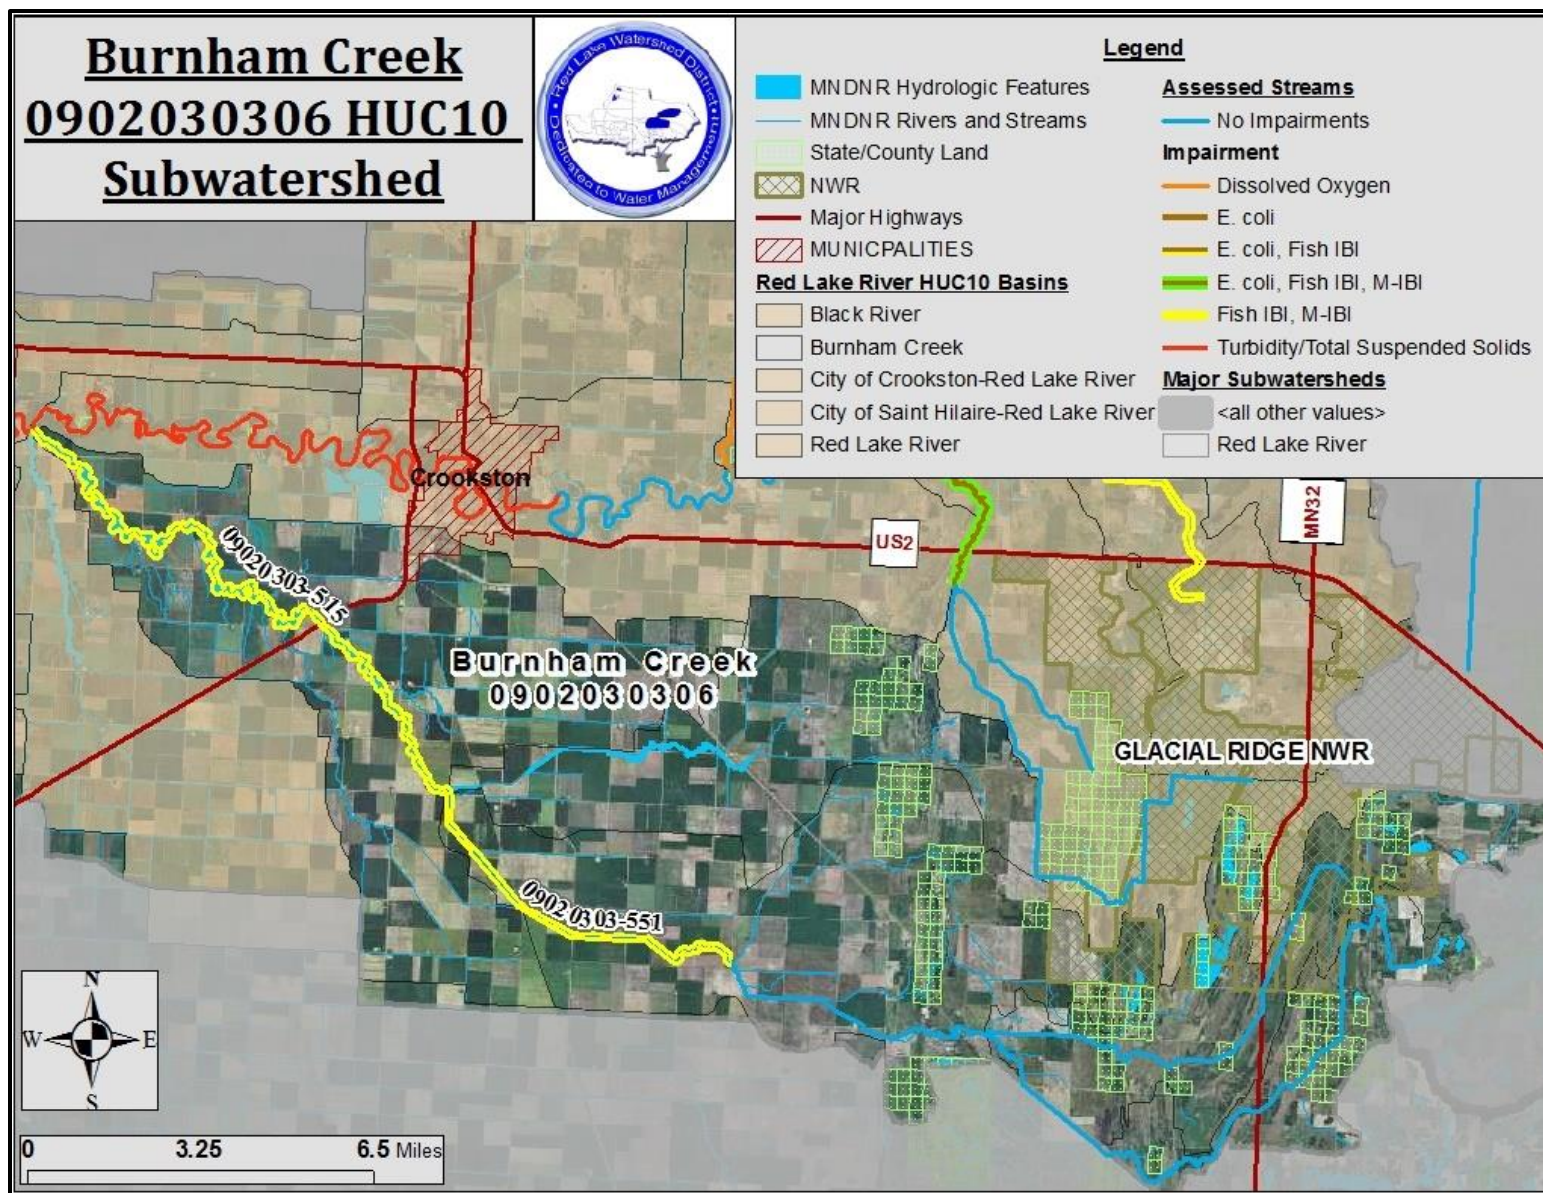 Burnham Creek
0902030306 HUC10
Subwatershed
Red Lake Watershed District
Dedicated to Water Management
Legend
MNDNR Hydrologic Features
MNDNR Rivers and Streams
State/County Land
NWR
Major Highways
MUNICPALITIES
Red Lake River HUC10 Basins
Black River
Burnham Creek
City of Crookston-Red Lake River
City of Saint Hilaire-Red Lake River
Red Lake River
Assessed Streams
No Impairments
Impairment
Dissolved Oxygen
E. coli
E. coli, Fish IBI
E. coli, Fish IBI, M-IBI
Fish IBI, M-IBI
Turbidity/Total Suspended Solids
Major Subwatersheds
<all other values>
Red Lake River
Crookston
US2
MN32
09020303-515
Burnham Creek
0902030306
GLACIAL RIDGE NWR
09020303-551
N
W E
S
0 3.25 6.5 Miles